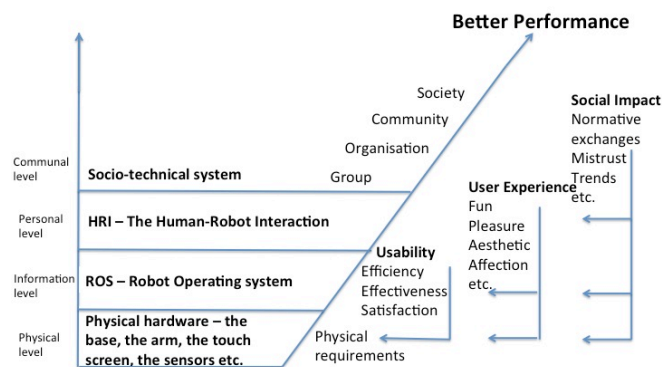 Better Performance
Society
Community
Organisation
Group
Social Impact
Normative
exchanges
Mistrust
Trends
etc.
Communal
level
Socio-technical system
User Experience
Fun
Pleasure
Aesthetic
Affection
etc.
Personal
level
HRI – The Human-Robot Interaction
Usability
Efficiency
Effectiveness
Satisfaction
Information
level
ROS – Robot Operating system
Physical
level
Physical hardware – the
base, the arm, the touch
screen, the sensors etc.
Physical
requirements